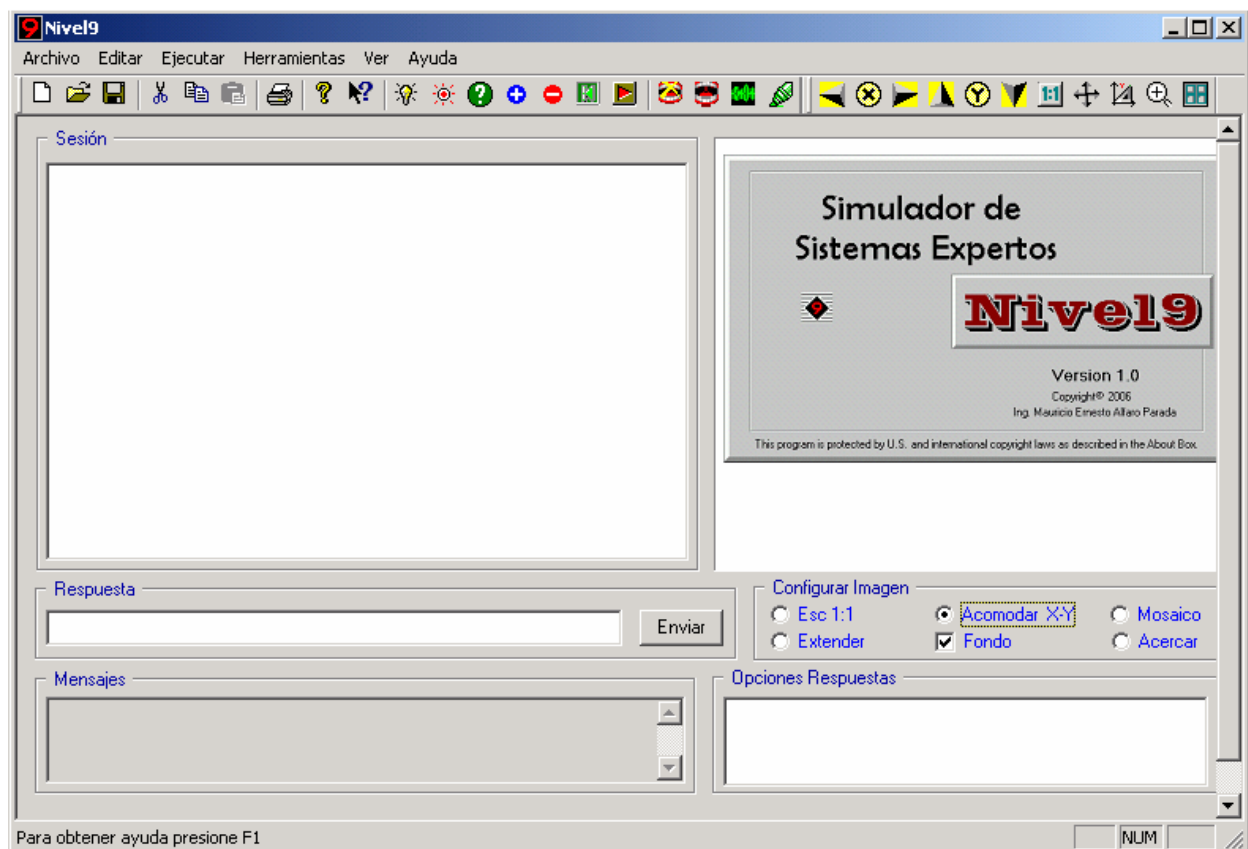 Nivel9
Archivo Editar Ejecutar Herramientas Ver Ayuda
1:1
Sesión
Simulador de
Sistemas Expertos
9
Nivel9
Version 1.0
Copyright© 2006
Ing. Mauricio Ernesto Alfaro Parada
This program is protected by U.S. and international copyright laws as described in the About Box.
Respuesta
Enviar
Configurar Imagen
Esc 1:1 Acomodar X-Y Mosaico
Extender Fondo Acercar
Mensajes
Opciones Respuestas
Para obtener ayuda presione F1
NUM